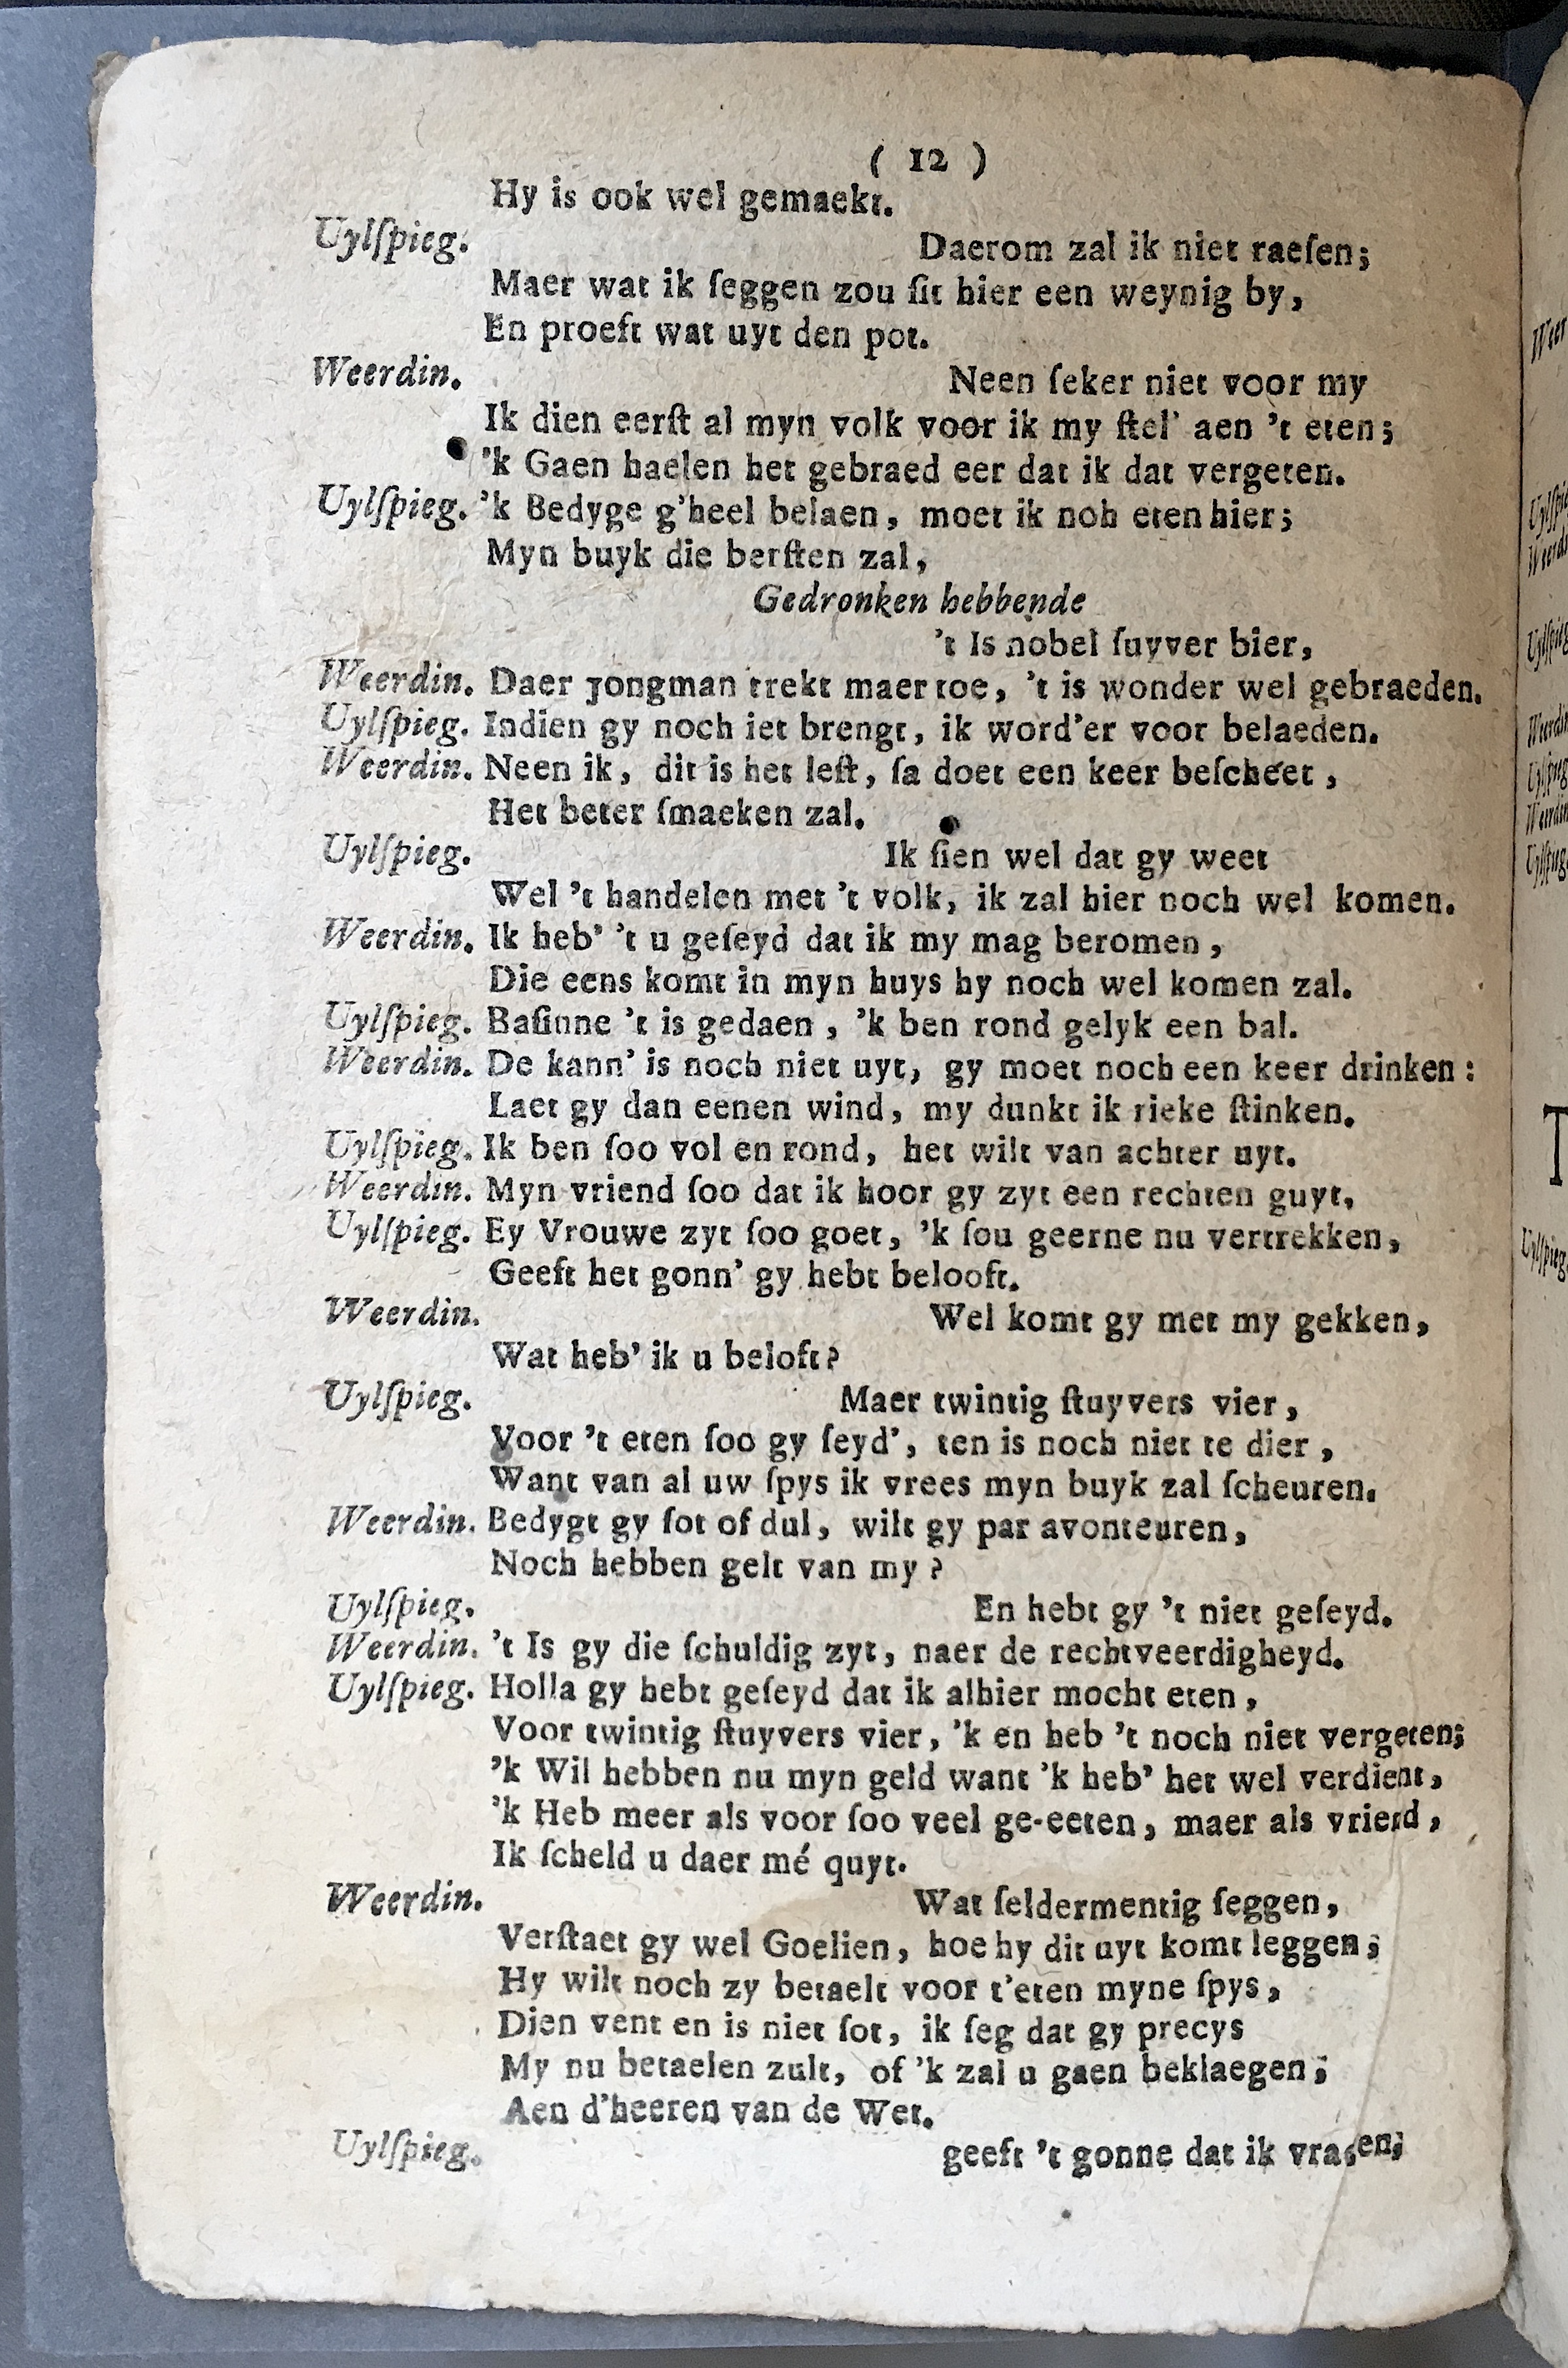 ( 12 )
Hy is ook wel gemaekt.
Uylſpieg. Daerom zal ik niet raeſen;
Maer wat ik ſeggen zou ſit hier een weynig by,
En proeft wat uyt den pot.
Weerdin. Neen ſeker niet voor my
Ik dien eerſt al myn volk voor ik my ſtel' aen 't eten;
'k Gaen haelen het gebraed eer dat ik dat vergeten.
Uylſpieg. 'k Bedyge g'heel belaen, moet ik noh eten hier;
Myn buyk die berſten zal,
Gedronken hebbende
't Is nobel ſuyver bier,
Weerdin. Daer jongman trekt maer toe, 't is wonder wel gebraeden.
Uylſpieg. Indien gy noch iet brengt, ik word'er voor belaeden.
Weerdin. Neen ik, dit is het leſt, ſa doet een keer beſcheet,
Het beter ſmaeken zal.
Uylſpieg. Ik ſien wel dat gy weet
Wel 't handelen met 't volk, ik zal hier noch wel komen.
Weerdin. Ik heb' 't u geſeyd dat ik my mag beromen,
Die eens komt in myn huys hy noch wel komen zal.
Uylſpieg. Baſinne 't is gedaen, 'k ben rond gelyk een bal.
Weerdin. De kann' is noch niet uyt, gy moet noch een keer drinken:
Laet gy dan eenen wind, my dunkt ik rieke ſtinken.
Uylſpieg. Ik ben ſoo vol en rond, het wilt van achter uyt.
Weerdin. Myn vriend ſoo dat ik hoor gy zyt een rechten guyt,
Uylſpieg. Ey Vrouwe zyt ſoo goet, 'k ſou geerne nu vertrekken,
Geeft het gonn' gy hebt belooft.
Weerdin. Wel komt gy met my gekken,
Wat heb' ik u beloft?
Uylſpieg. Maer twintig ſtuyvers vier,
Voor 't eten ſoo gy ſeyd', ten is noch niet te dier,
Want van al uw ſpys ik vrees myn buyk zal ſcheuren.
Weerdin. Bedygt gy ſot of dul, wilt gy par avonteuren,
Noch hebben gelt van my?
Uylſpieg. En hebt gy 't niet geſeyd.
Weerdin. 't Is gy die ſchuldig zyt, naer de rechtveerdigheyd.
Uylſpieg. Holla gy hebt geſeyd dat ik alhier mocht eten,
Voor twintig ſtuyvers vier, 'k en heb 't noch niet vergeten;
'k Wil hebben nu myn geld want 'k heb' het wel verdient,
'k Heb meer als voor ſoo veel ge-eeten, maer als vriend,
Ik ſcheld u daer mé quyt.
Weerdin. Wat ſeldermentig ſeggen,
Verſtaet gy wel Goelien, hoe hy dit uyt komt leggen;
Hy wilt noch zy betaelt voor t'eten myne ſpys,
Dien vent en is niet ſot, ik ſeg dat gy precys
My nu betaelen zult, of 'k zal u gaen beklaegen;
Aen d'heeren van de Wet.
Uylſpieg. geeft 't gonne dat ik vragen;